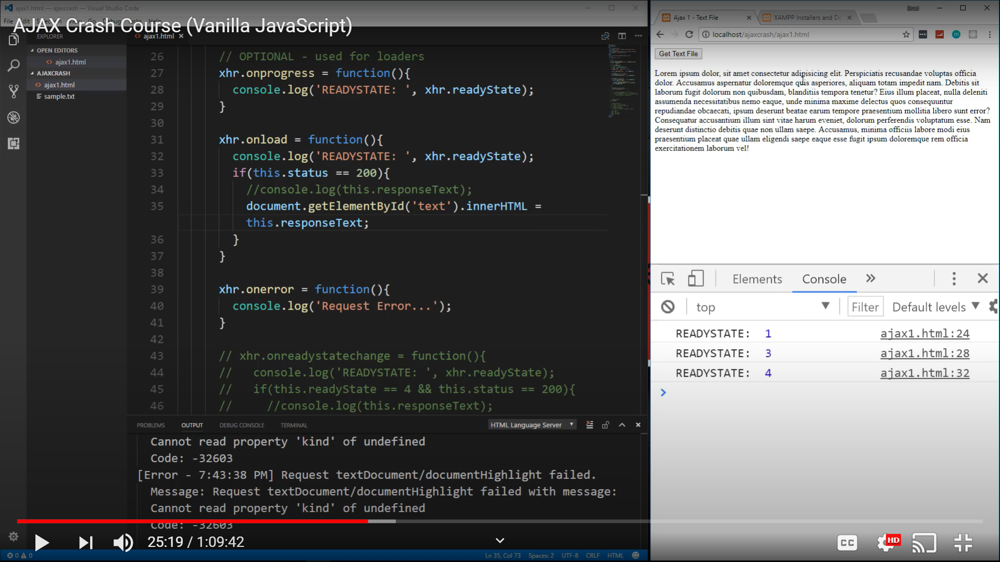 ajax1.html — ajaxcrash — Visual Studio Code
File Edit Selection View Go Debug Tasks Help
AJAX Crash Course (Vanilla JavaScript)
EXPLORER
OPEN EDITORS
ajax1.html
AJAXCRASH
ajax1.html
sample.txt
ajax1.html
26 // OPTIONAL - used for loaders
27 xhr.onprogress = function(){
28 console.log('READYSTATE: ', xhr.readyState);
29 }
30
31 xhr.onload = function(){
32 console.log('READYSTATE: ', xhr.readyState);
33 if(this.status == 200){
34 //console.log(this.responseText);
35 document.getElementById('text').innerHTML =
this.responseText;
36 }
37 }
38
39 xhr.onerror = function(){
40 console.log('Request Error...');
41 }
42
43 // xhr.onreadystatechange = function(){
44 // console.log('READYSTATE: ', xhr.readyState);
45 // if(this.readyState == 4 && this.status == 200){
46 // //console.log(this.responseText);
PROBLEMS OUTPUT DEBUG CONSOLE TERMINAL
HTML Language Server
Cannot read property 'kind' of undefined
Code: -32603
[Error - 7:43:38 PM] Request textDocument/documentHighlight failed.
Message: Request textDocument/documentHighlight failed with message:
Cannot read property 'kind' of undefined
Code: -32603
25:19 / 1:09:42
0 0
Ln 35, Col 73 Spaces: 2 UTF-8 CRLF HTML
Brad
Ajax 1 - Text File
XAMPP Installers and Do
localhost/ajaxcrash/ajax1.html
Get Text File
Lorem ipsum dolor, sit amet consectetur adipisicing elit. Perspiciatis recusandae voluptas officia
dolor. Accusamus aspernatur doloremque quis asperiores, aliquam totam impedit nam. Debitis sit
laborum fugit dolorum non quibusdam, blanditiis tempora tenetur? Eius illum placeat, nulla deleniti
assumenda necessitatibus nemo eaque, unde minima maxime delectus quos consequuntur
repudiandae obcaecati, ipsum deserunt beatae earum tempore praesentium mollitia libero sunt error?
Consequatur accusantium illum sint vitae harum eveniet, dolorum perferendis voluptatum esse. Nam
deserunt distinctio debitis quae non ullam saepe. Accusamus, minima officiis labore modi eius
praesentium placeat quae ullam eligendi saepe eaque esse fugit ipsum doloremque rem officia
exercitationem laborum vel!
Elements Console
top Filter Default levels
READYSTATE: 1 ajax1.html:24
READYSTATE: 3 ajax1.html:28
READYSTATE: 4 ajax1.html:32
CC HD